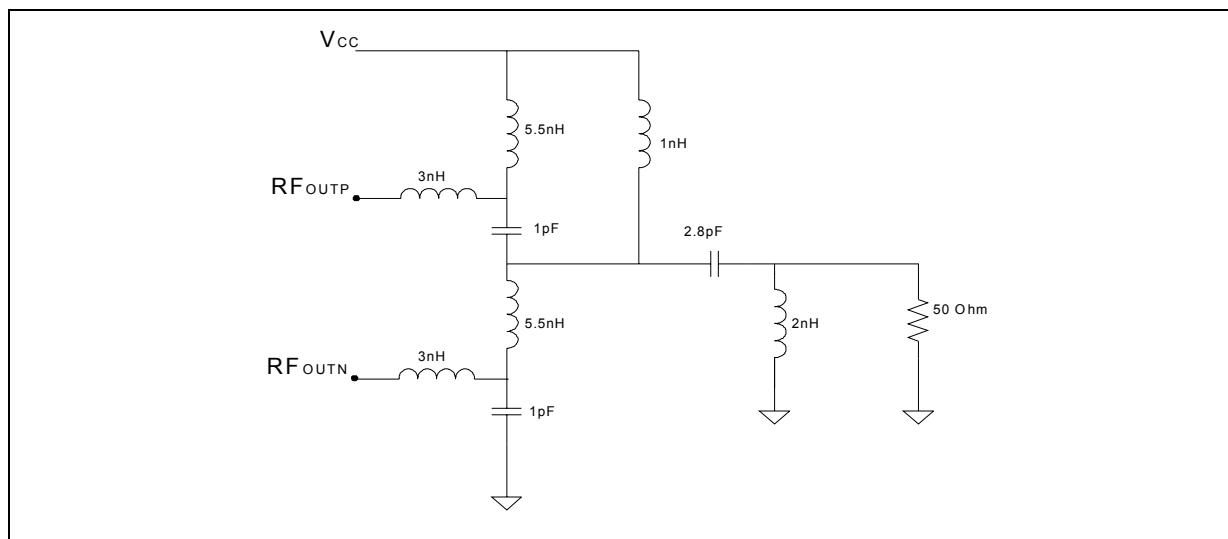 Vcc
5.5nH
1nH
3nH
RFOUTP
1pF
2.8pF
5.5nH
2nH
50 Ohm
3nH
RFOUTN
1pF